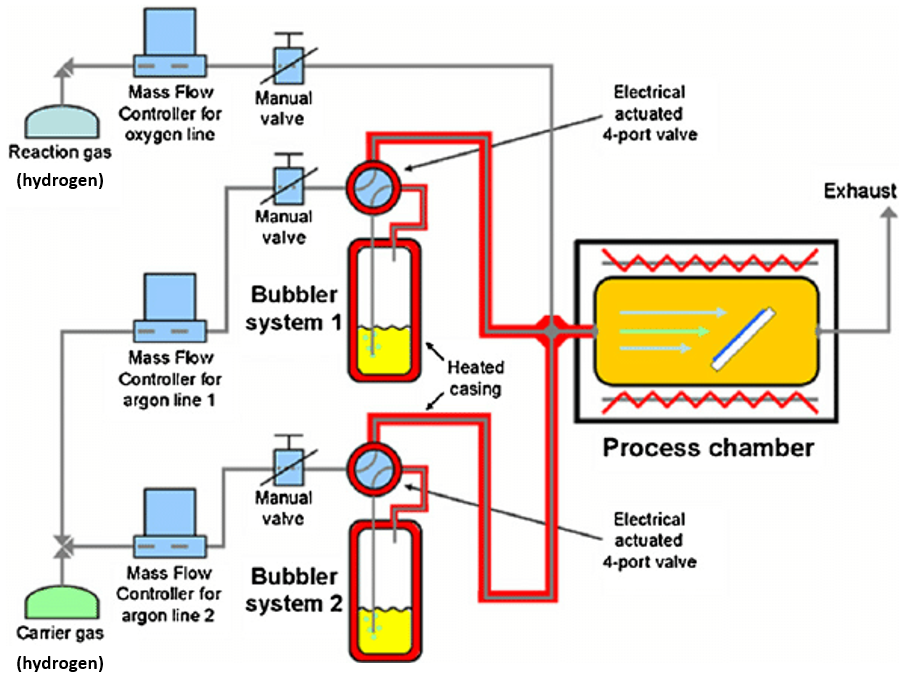 Mass Flow
Controller for
oxygen line
Manual
valve
Reaction gas
(hydrogen)
Electrical
actuated
4-port valve
Manual
valve
Exhaust
Bubbler
system 1
Mass Flow
Controller for
argon line 1
Heated
casing
Process chamber
Manual
valve
Electrical
actuated
4-port valve
Mass Flow
Controller for
argon line 2
Bubbler
system 2
Carrier gas
(hydrogen)